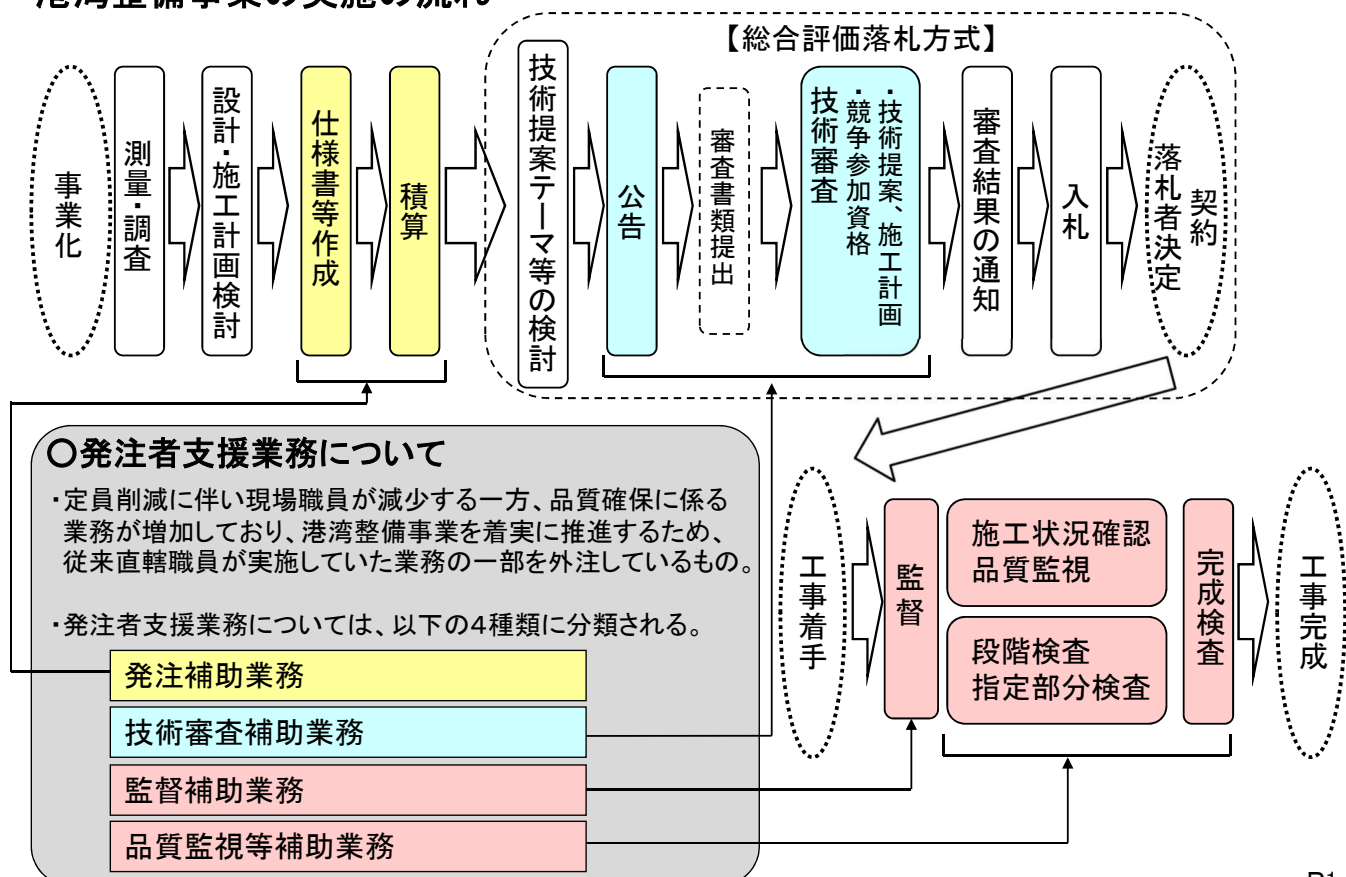 港湾整備事業の実施の流れ
【総合評価落札方式】
事業化
測量・調査
設計・施工計画検討
仕様書等作成
積算
技術提案テーマ等の検討
公告
審査書類提出
技術審査
・競争参加資格
・技術提案、施工計画
審査結果の通知
入札
落札者決定
契約
〇発注者支援業務について
・定員削減に伴い現場職員が減少する一方、品質確保に係る
業務が増加しており、港湾整備事業を着実に推進するため、
従来直轄職員が実施していた業務の一部を外注しているもの。
・発注者支援業務については、以下の4種類に分類される。
発注補助業務
技術審査補助業務
監督補助業務
品質監視等補助業務
工事着手
監督
施工状況確認
品質監視
段階検査
指定部分検査
完成検査
工事完成
P1